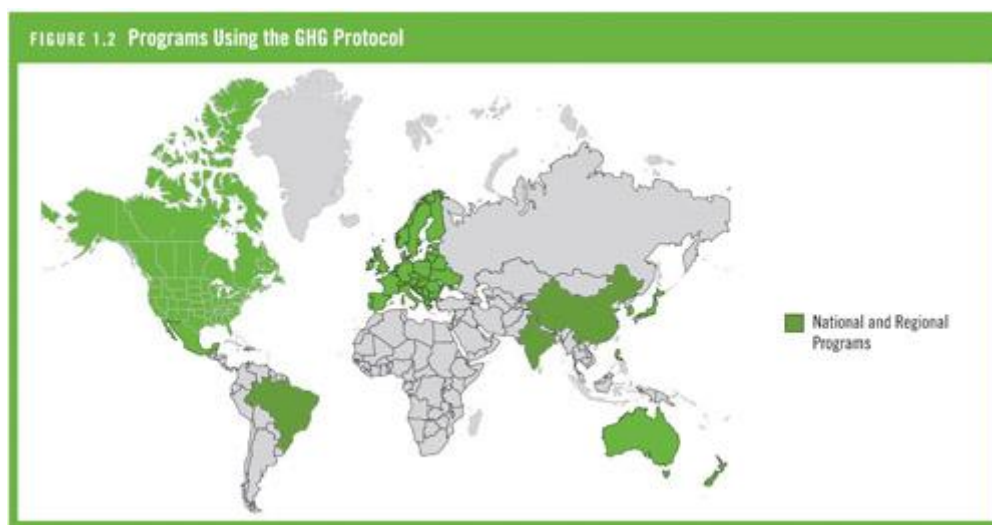 FIGURE 1.2 Programs Using the GHG Protocol
National and Regional
Programs